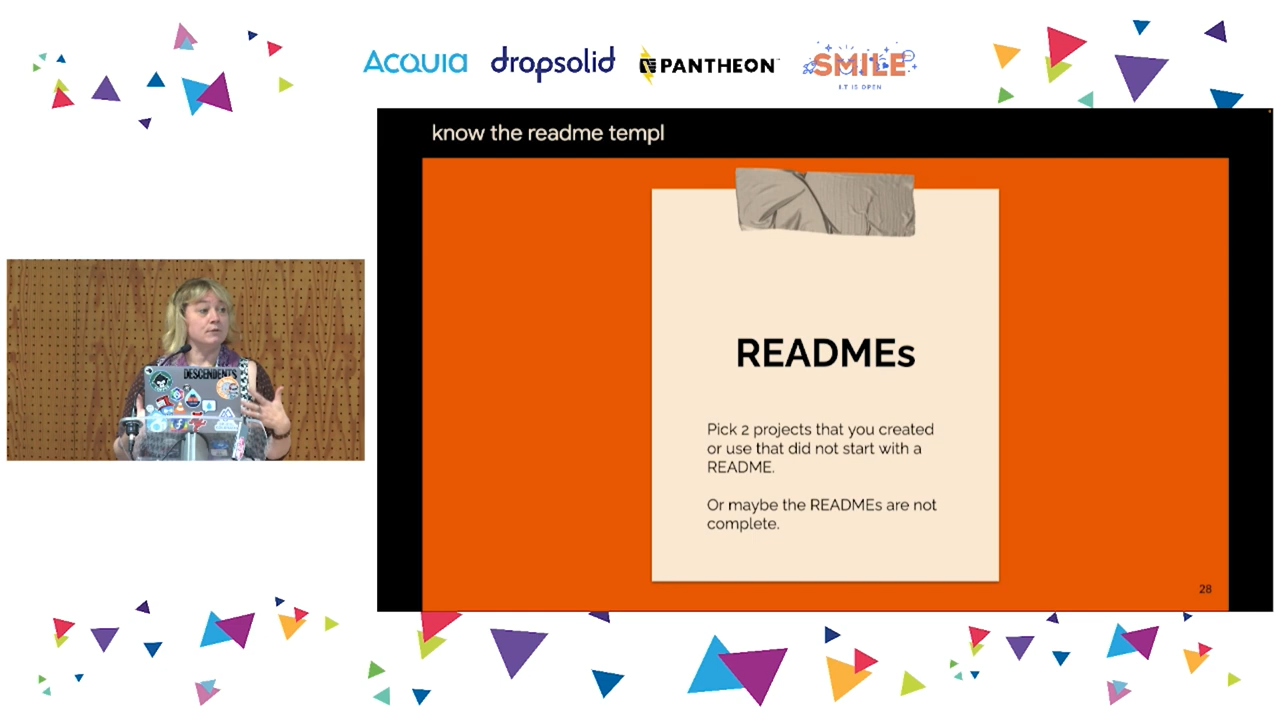 Acquia
dropsolid
PANTHEON
SMILE
I.T IS OPEN
know the readme templ
READMEs
Pick 2 projects that you created
or use that did not start with a
README.
Or maybe the READMEs are not
complete.
28
DESCENDENTS